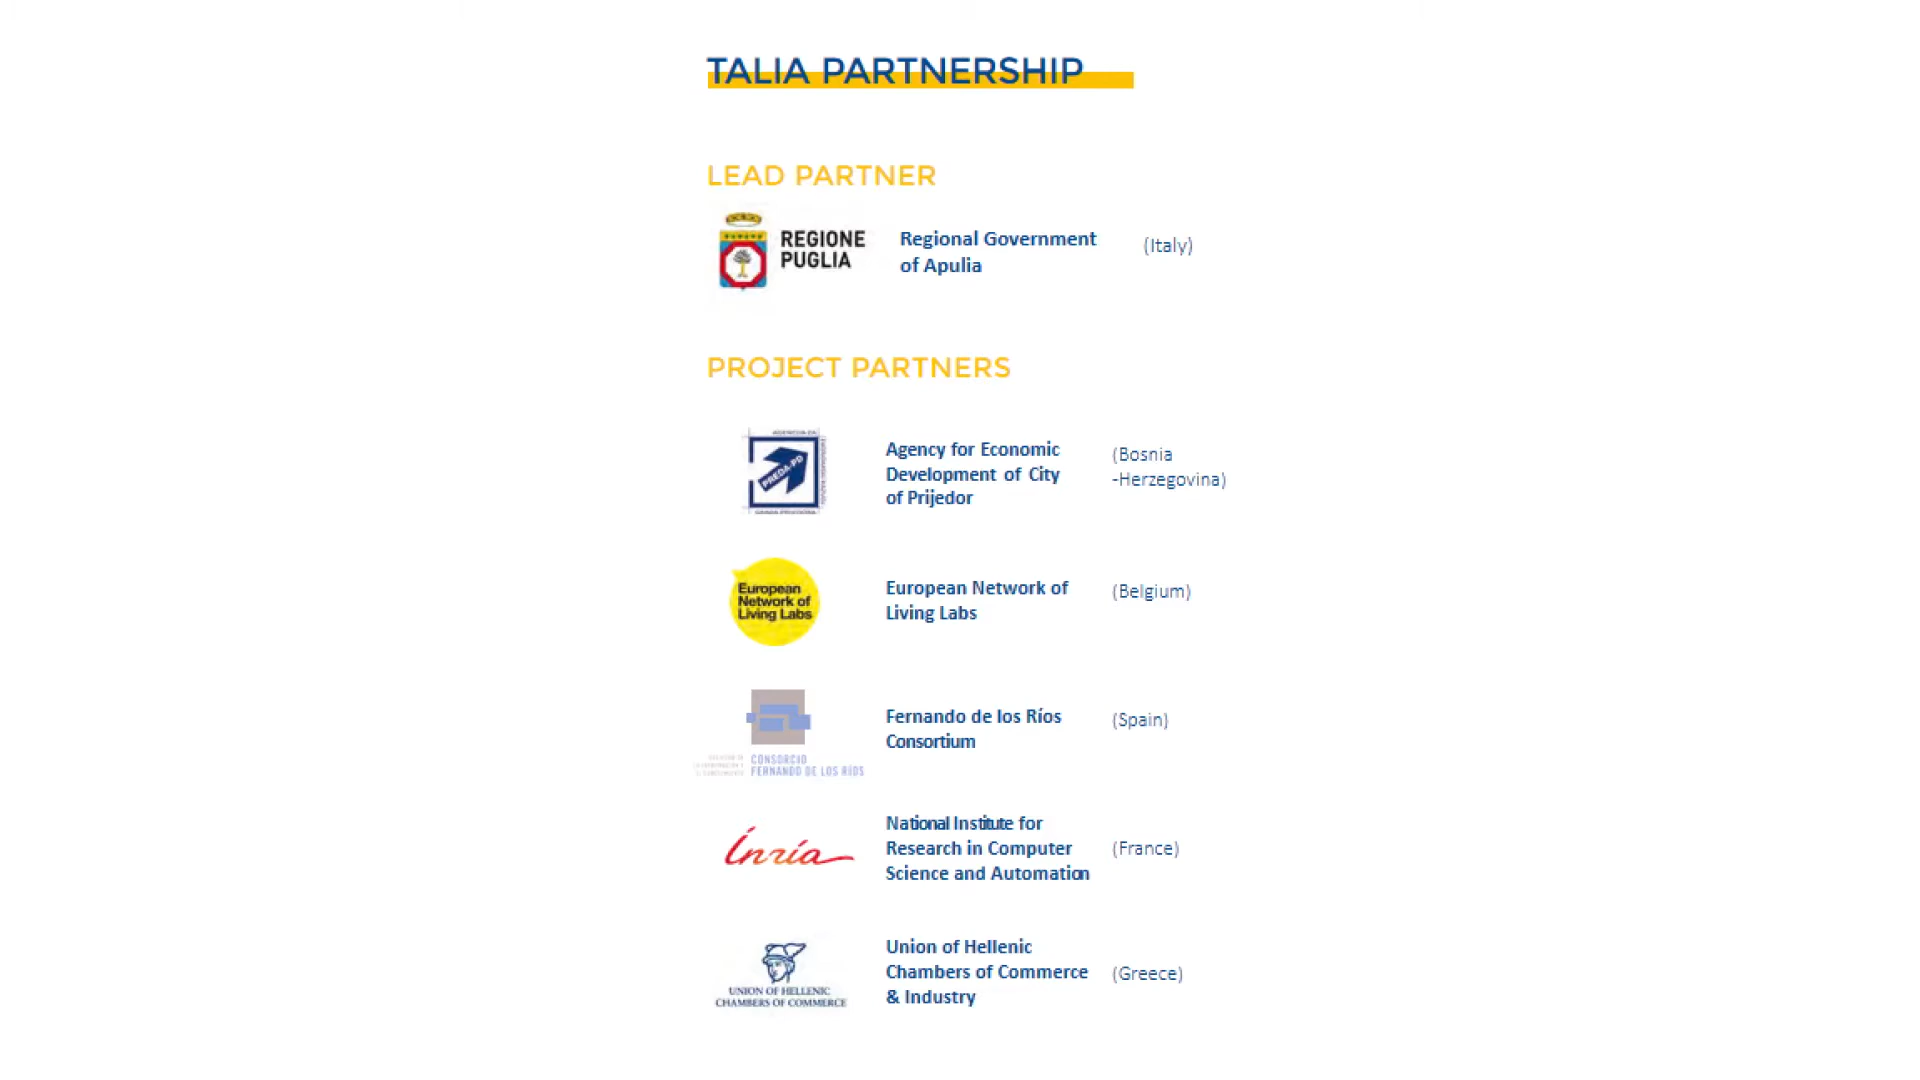 TALIA PARTNERSHIP
LEAD PARTNER
REGIONE
PUGLIA
Regional Government
of Apulia
(Italy)
PROJECT PARTNERS
PREDA-PD
Agency for Economic
Development of City
of Prijedor
(Bosnia
-Herzegovina)
European
Network of
Living Labs
European Network of
Living Labs
(Belgium)
CONSORCIO
FERNANDO DE LOS RÍOS
Fernando de los Ríos
Consortium
(Spain)
Inria
National Institute for
Research in Computer
Science and Automation
(France)
UNION OF HELLENIC
CHAMBERS OF COMMERCE
Union of Hellenic
Chambers of Commerce
& Industry
(Greece)